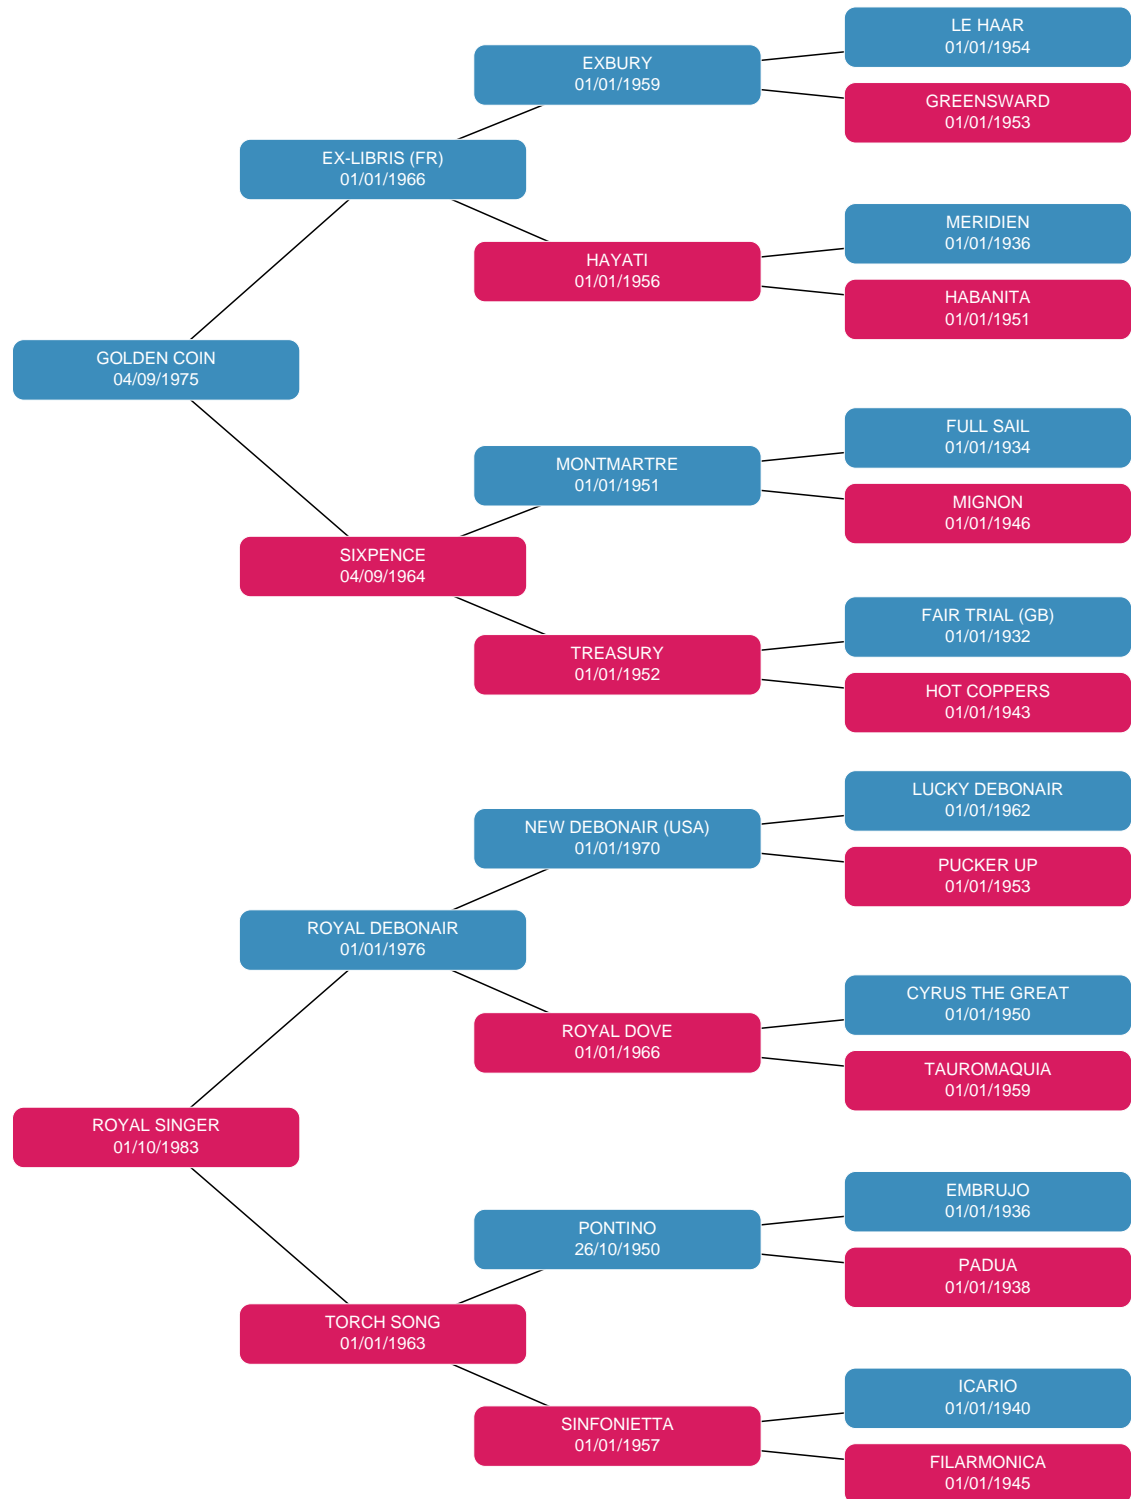 LE HAAR
01/01/1954
EXBURY
01/01/1959
GREENSWARD
01/01/1953
EX-LIBRIS (FR)
01/01/1966
MERIDIEN
01/01/1936
HAYATI
01/01/1956
HABANITA
01/01/1951
GOLDEN COIN
04/09/1975
FULL SAIL
01/01/1934
MONTMARTRE
01/01/1951
MIGNON
01/01/1946
SIXPENCE
04/09/1964
FAIR TRIAL (GB)
01/01/1932
TREASURY
01/01/1952
HOT COPPERS
01/01/1943
LUCKY DEBONAIR
01/01/1962
NEW DEBONAIR (USA)
01/01/1970
PUCKER UP
01/01/1953
ROYAL DEBONAIR
01/01/1976
CYRUS THE GREAT
01/01/1950
ROYAL DOVE
01/01/1966
TAUROMAQUIA
01/01/1959
ROYAL SINGER
01/10/1983
EMBRUJO
01/01/1936
PONTINO
26/10/1950
PADUA
01/01/1938
TORCH SONG
01/01/1963
ICARIO
01/01/1940
SINFONIETTA
01/01/1957
FILARMONICA
01/01/1945